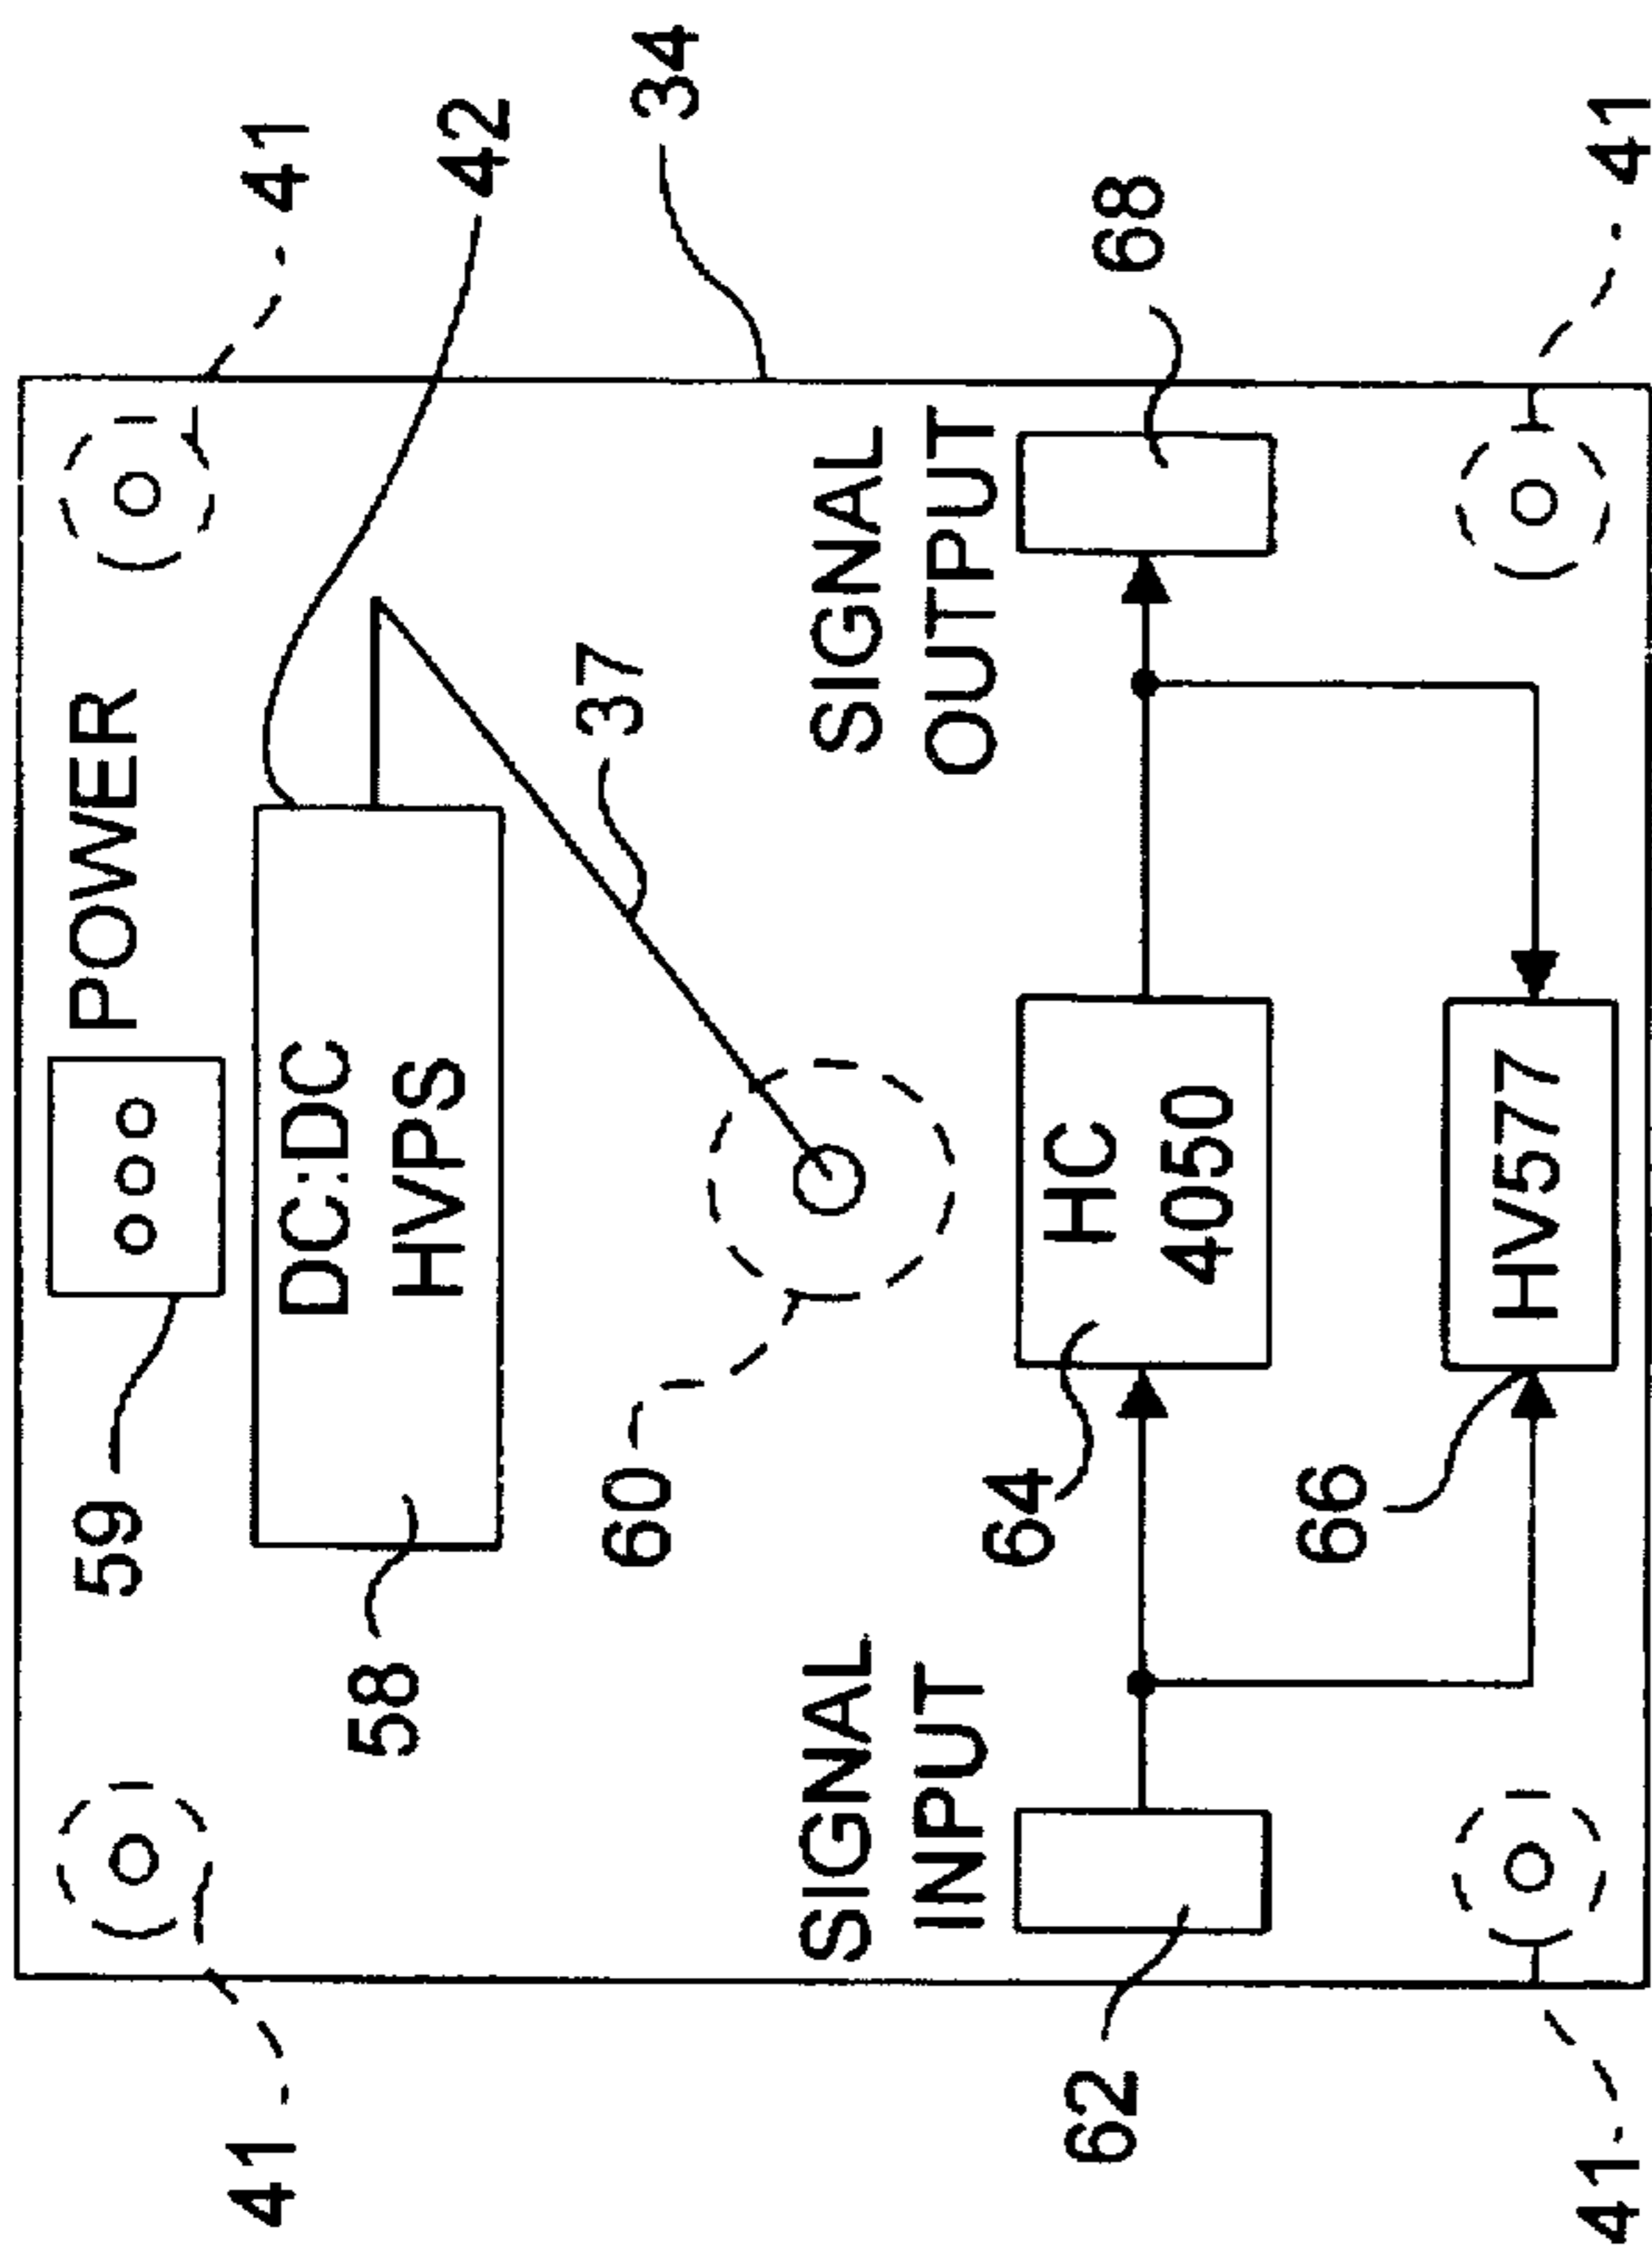 41
42
34
41
68
POWER
59
DC:DC
HVPS
58
37
60
SIGNAL
INPUT
SIGNAL
OUTPUT
62
64
HC
4050
66
HV577
41
41